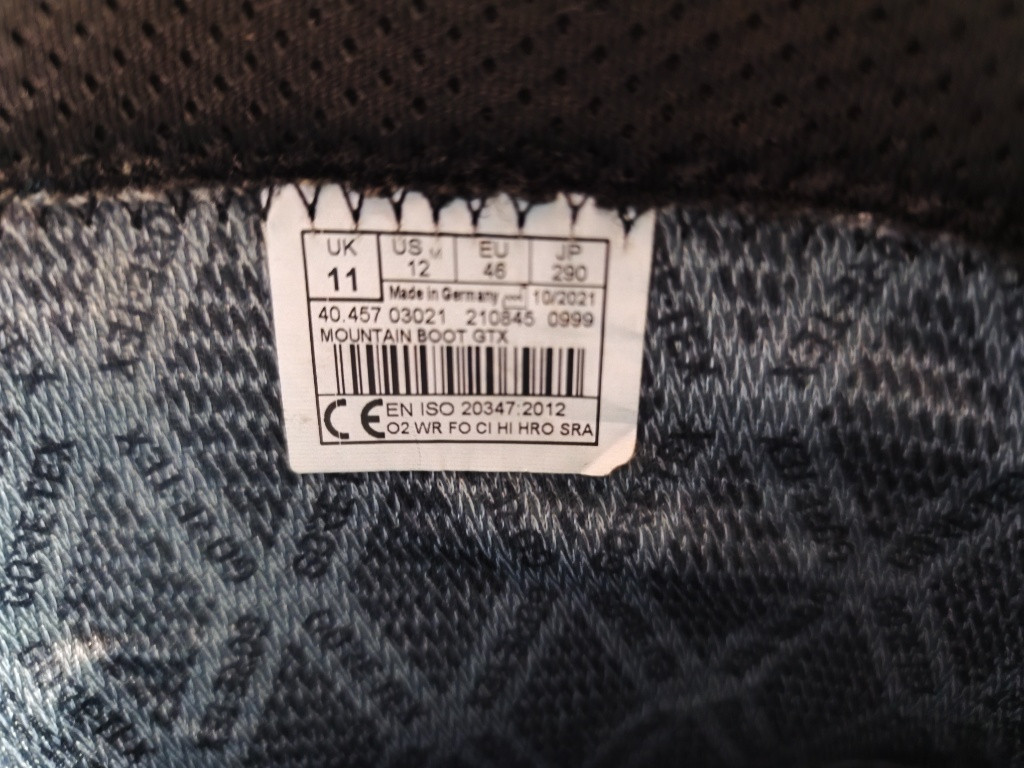 UK US M EU JP
11 12 46 290
Made in Germany 10/2021
40.457 03021 210845 0999
MOUNTAIN BOOT GTX
CE EN ISO 20347:2012
O2 WR FO CI HI HRO SRA